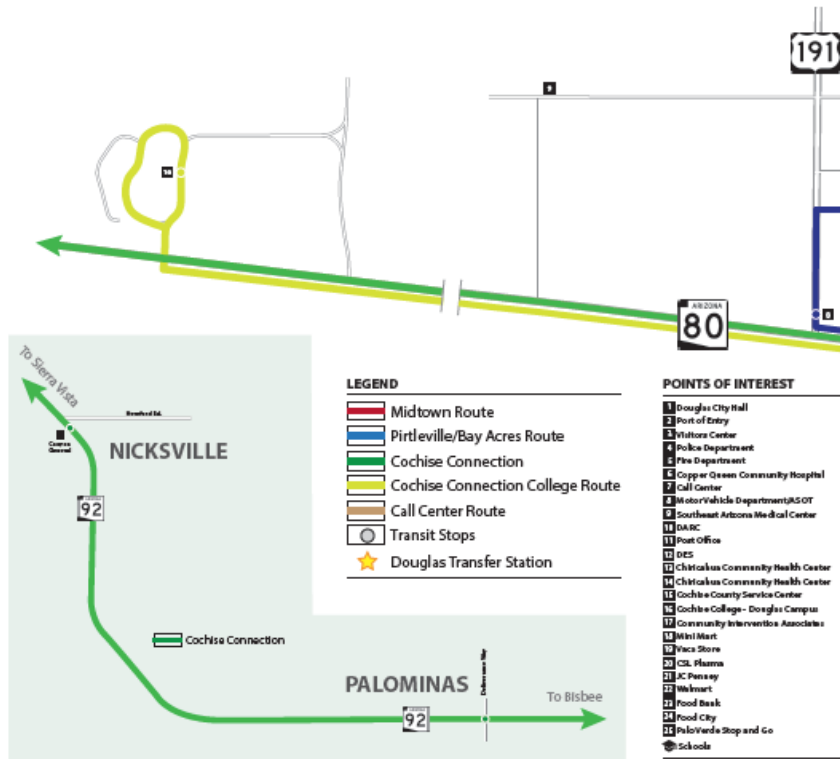 191
9
16
8
ARIZONA
80
To Sierra Vista
NICKSVILLE
92
Cochise Connection
PALOMINAS
92
To Bisbee
LEGEND
Midtown Route
Pirtleville/Bay Acres Route
Cochise Connection
Cochise Connection College Route
Call Center Route
Transit Stops
Douglas Transfer Station
POINTS OF INTEREST
1 Douglas City Hall
2 Port of Entry
3 Visitors Center
4 Police Department
5 Fire Department
6 Copper Queen Community Hospital
7 Call Center
8 Motor Vehicle Department/ASOT
9 Southeast Arizona Medical Center
10 DARC
11 Post Office
12 DES
13 Chiricahua Community Health Center
14 Chiricahua Community Health Center
15 Cochise County Service Center
16 Cochise College - Douglas Campus
17 Community Intervention Associates
18 Mini Mart
19 Vaca Store
20 CSL Plasma
21 JC Penney
22 Walmart
23 Food Bank
24 Food City
25 Palo Verde Stop and Go
Schools